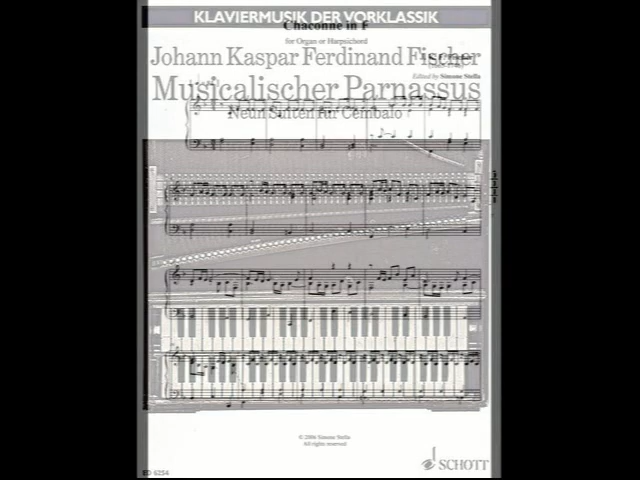 KLAVIERMUSIK DER VORKLASSIK
Chaconne in F
for Organ or Harpsichord
Johann Kaspar Ferdinand Fischer
Edited by Simone Stella
Musicalischer Parnassus
Neun Suiten für Cembalo
© 2006 Simone Stella
All rights reserved
SCHOTT
ED 6254